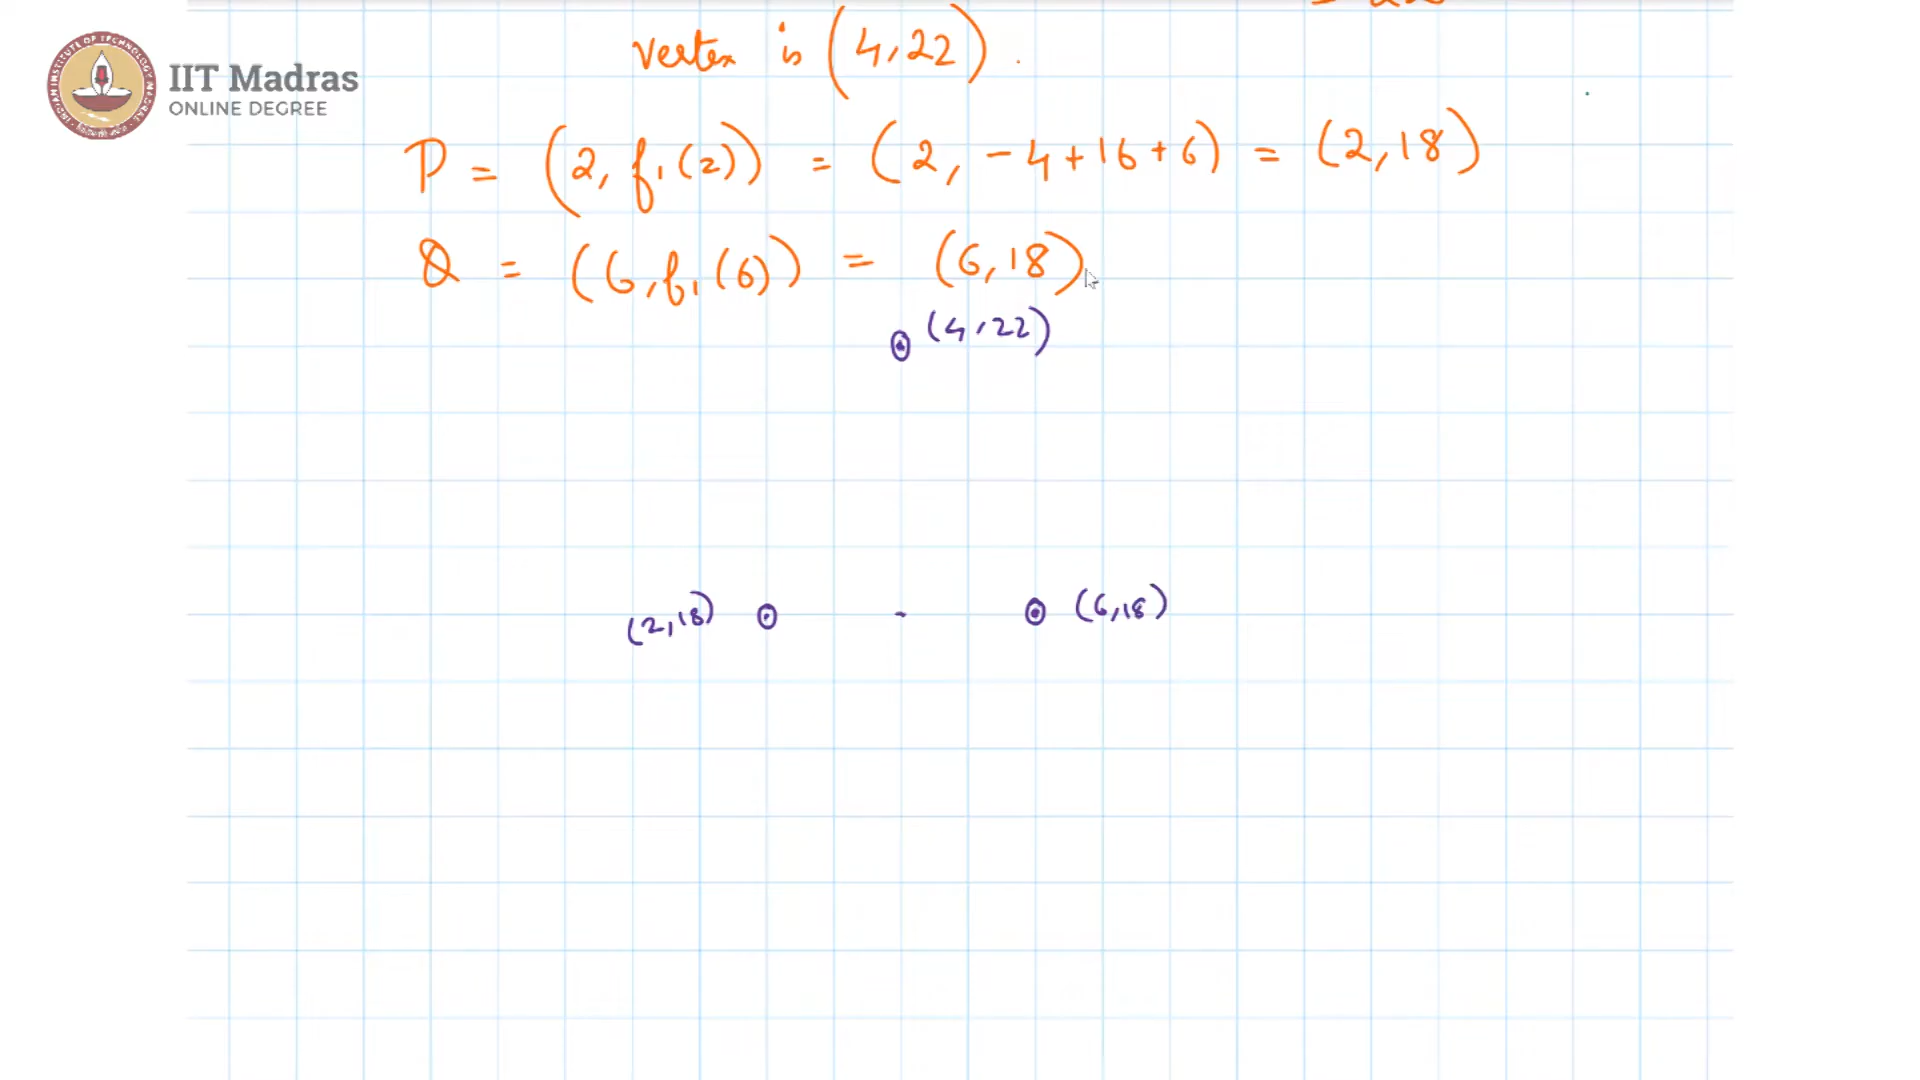 IIT Madras
ONLINE DEGREE
vertex is (4,22).
P = (2, f₁(2)) = (2, -4+16+6) = (2,18)
Q = (6, f₁(6)) = (6,18)
(4,22)
(2,18)
(6,18)